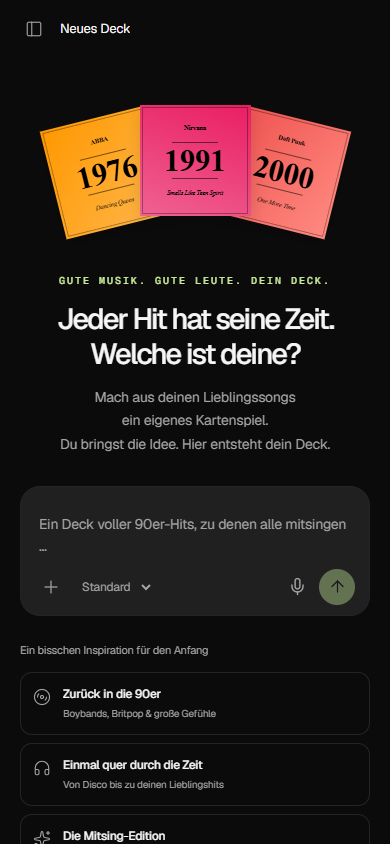 Neues Deck
ABBA
1976
Dancing Queen
Nirvana
1991
Smells Like Teen Spirit
Daft Punk
2000
One More Time
GUTE MUSIK. GUTE LEUTE. DEIN DECK.
Jeder Hit hat seine Zeit.
Welche ist deine?
Mach aus deinen Lieblingssongs
ein eigenes Kartenspiel.
Du bringst die Idee. Hier entsteht dein Deck.
Ein Deck voller 90er-Hits, zu denen alle mitsingen
...
Standard
Ein bisschen Inspiration für den Anfang
Zurück in die 90er
Boybands, Britpop & große Gefühle
Einmal quer durch die Zeit
Von Disco bis zu deinen Lieblingshits
Die Mitsing-Edition